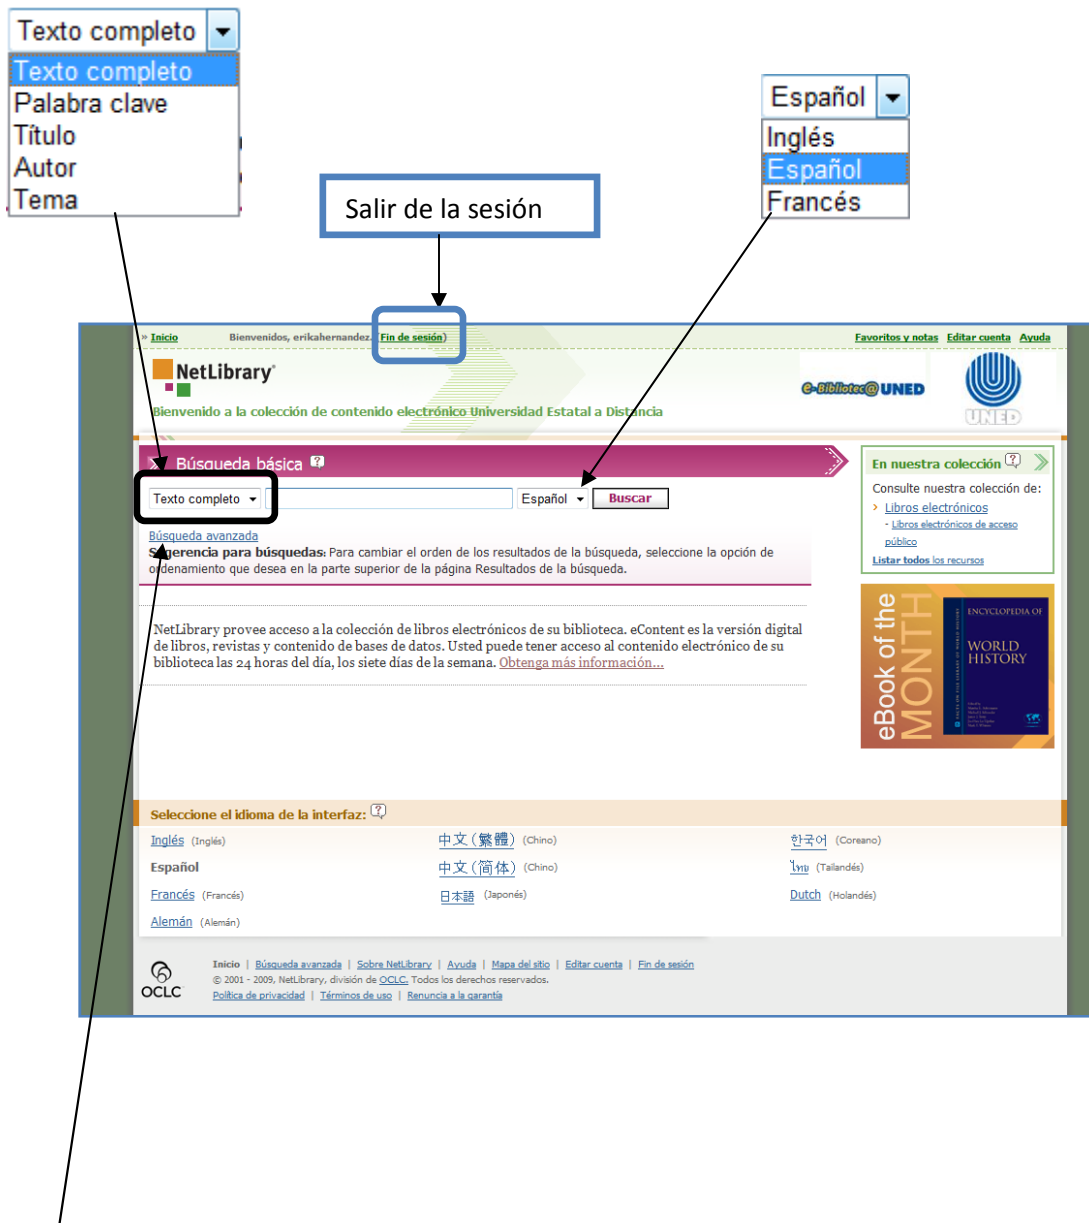 Texto completo
Texto completo
Palabra clave
Título
Autor
Tema
Español
Inglés
Español
Francés
Salir de la sesión
» Inicio Bienvenidos, erikahernandez. (Fin de sesión) Favoritos y notas Editar cuenta Ayuda
NetLibrary
e-Bibliotec@ UNED
UNED
Bienvenido a la colección de contenido electrónico Universidad Estatal a Distancia
Búsqueda básica ?
Texto completo Español Buscar
Búsqueda avanzada
Sugerencia para búsquedas: Para cambiar el orden de los resultados de la búsqueda, seleccione la opción de
ordenamiento que desea en la parte superior de la página Resultados de la búsqueda.
En nuestra colección ?
Consulte nuestra colección de:
> Libros electrónicos
- Libros electrónicos de acceso
público
Listar todos los recursos
NetLibrary provee acceso a la colección de libros electrónicos de su biblioteca. eContent es la versión digital
de libros, revistas y contenido de bases de datos. Usted puede tener acceso al contenido electrónico de su
biblioteca las 24 horas del día, los siete días de la semana. Obtenga más información...
eBook of the
MONTH
ENCYCLOPEDIA OF
WORLD
HISTORY
Seleccione el idioma de la interfaz: ?
Inglés (Inglés) 中文(繁體) (Chino) 한국어 (Coreano)
Español 中文(简体) (Chino) ไทย (Tailandés)
Francés (Francés) 日本語 (Japonés) Dutch (Holandés)
Alemán (Alemán)
OCLC
Inicio | Búsqueda avanzada | Sobre NetLibrary | Ayuda | Mapa del sitio | Editar cuenta | Fin de sesión
© 2001 - 2009, NetLibrary, división de OCLC. Todos los derechos reservados.
Política de privacidad | Términos de uso | Renuncia a la garantía